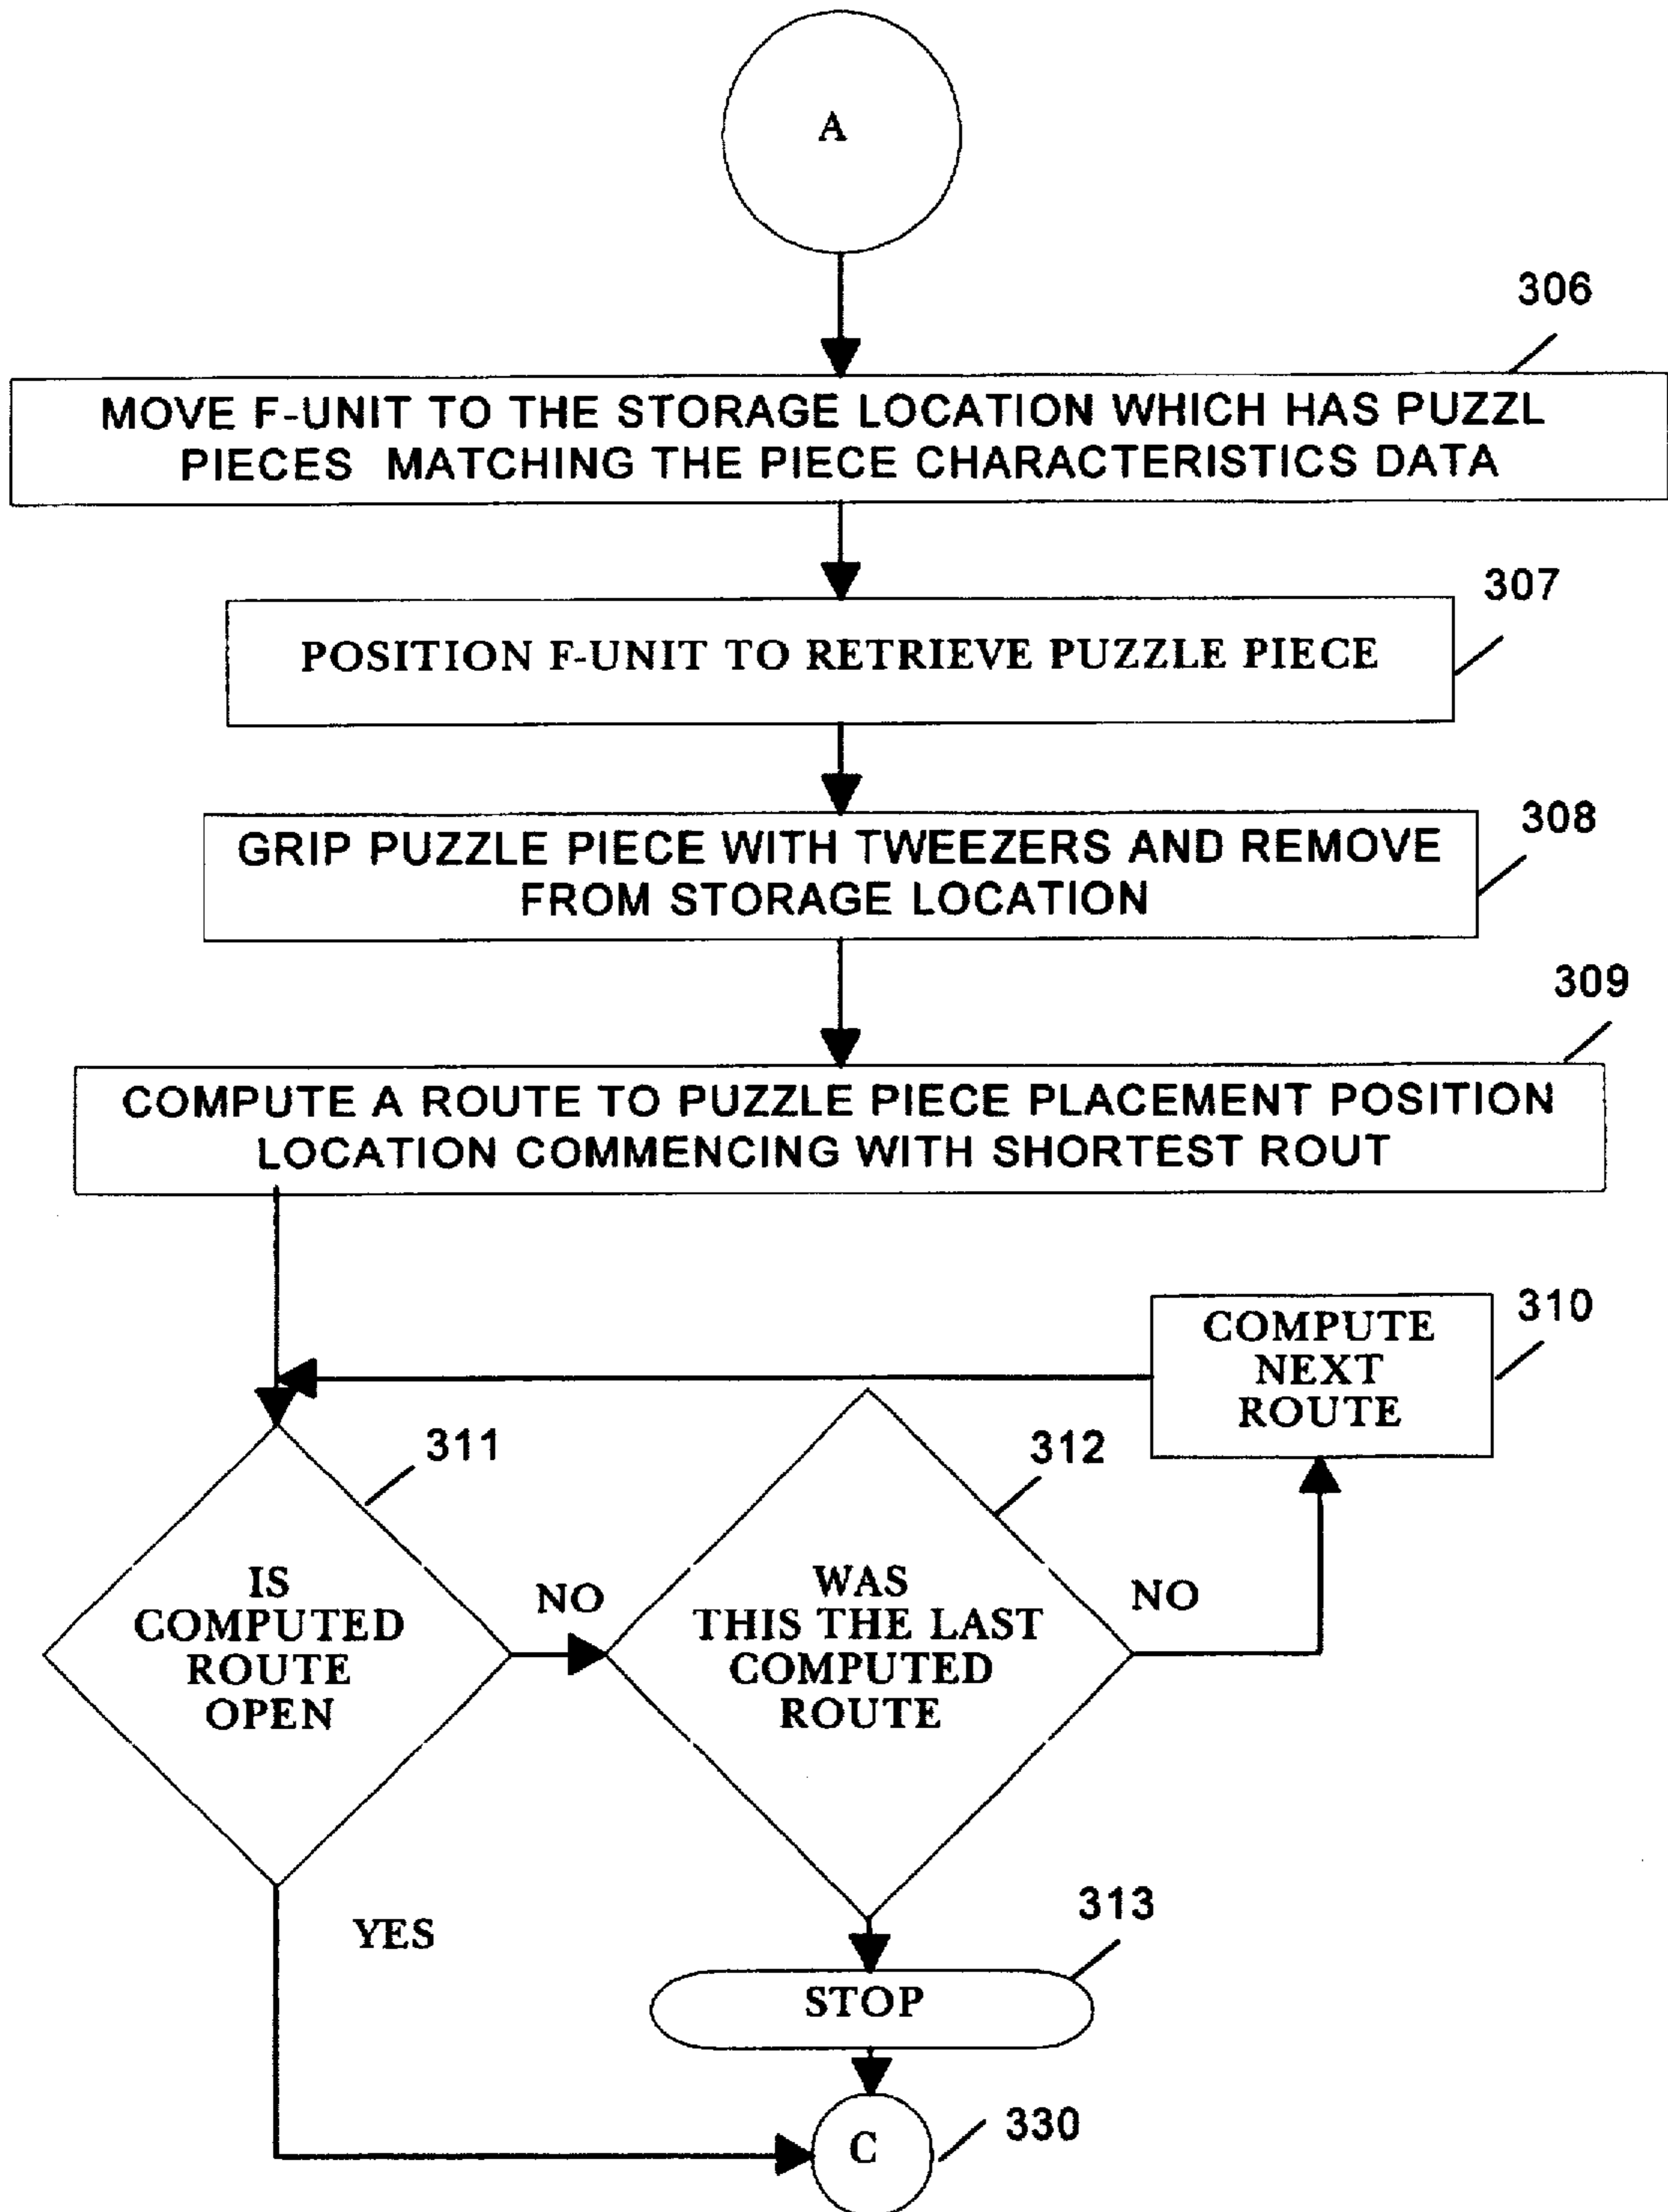 A
306
MOVE F-UNIT TO THE STORAGE LOCATION WHICH HAS PUZZL
PIECES MATCHING THE PIECE CHARACTERISTICS DATA
307
POSITION F-UNIT TO RETRIEVE PUZZLE PIECE
308
GRIP PUZZLE PIECE WITH TWEEZERS AND REMOVE
FROM STORAGE LOCATION
309
COMPUTE A ROUTE TO PUZZLE PIECE PLACEMENT POSITION
LOCATION COMMENCING WITH SHORTEST ROUT
310
COMPUTE
NEXT
ROUTE
311
IS
COMPUTED
ROUTE
OPEN
NO
312
WAS
THIS THE LAST
COMPUTED
ROUTE
NO
YES
313
STOP
C
330